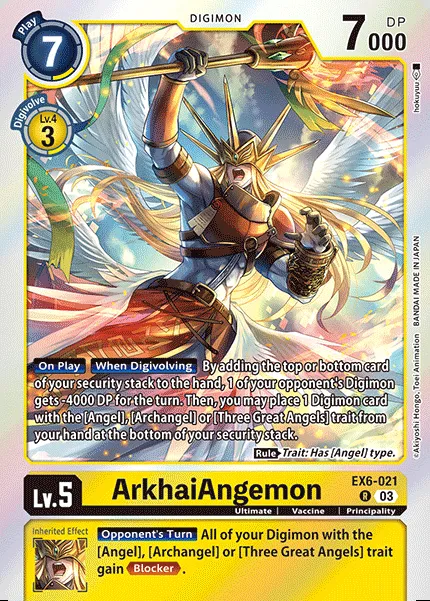 DIGIMON
Play
7
7000
DP
Digivolve
Lv.4
3
hokuyuu
©Akiyoshi Hongo, Toei Animation BANDAI MADE IN JAPAN
On Play When Digivolving By adding the top or bottom card
of your security stack to the hand, 1 of your opponent's Digimon
gets -4000 DP for the turn. Then, you may place 1 Digimon card
with the [Angel], [Archangel] or [Three Great Angels] trait from
your hand at the bottom of your security stack.
Rule Trait: Has [Angel] type.
Lv.5
ArkhaiAngemon
EX6-021
R 03
Ultimate | Vaccine | Principality
Inherited Effect
Opponent's Turn All of your Digimon with the
[Angel], [Archangel] or [Three Great Angels] trait
gain Blocker.